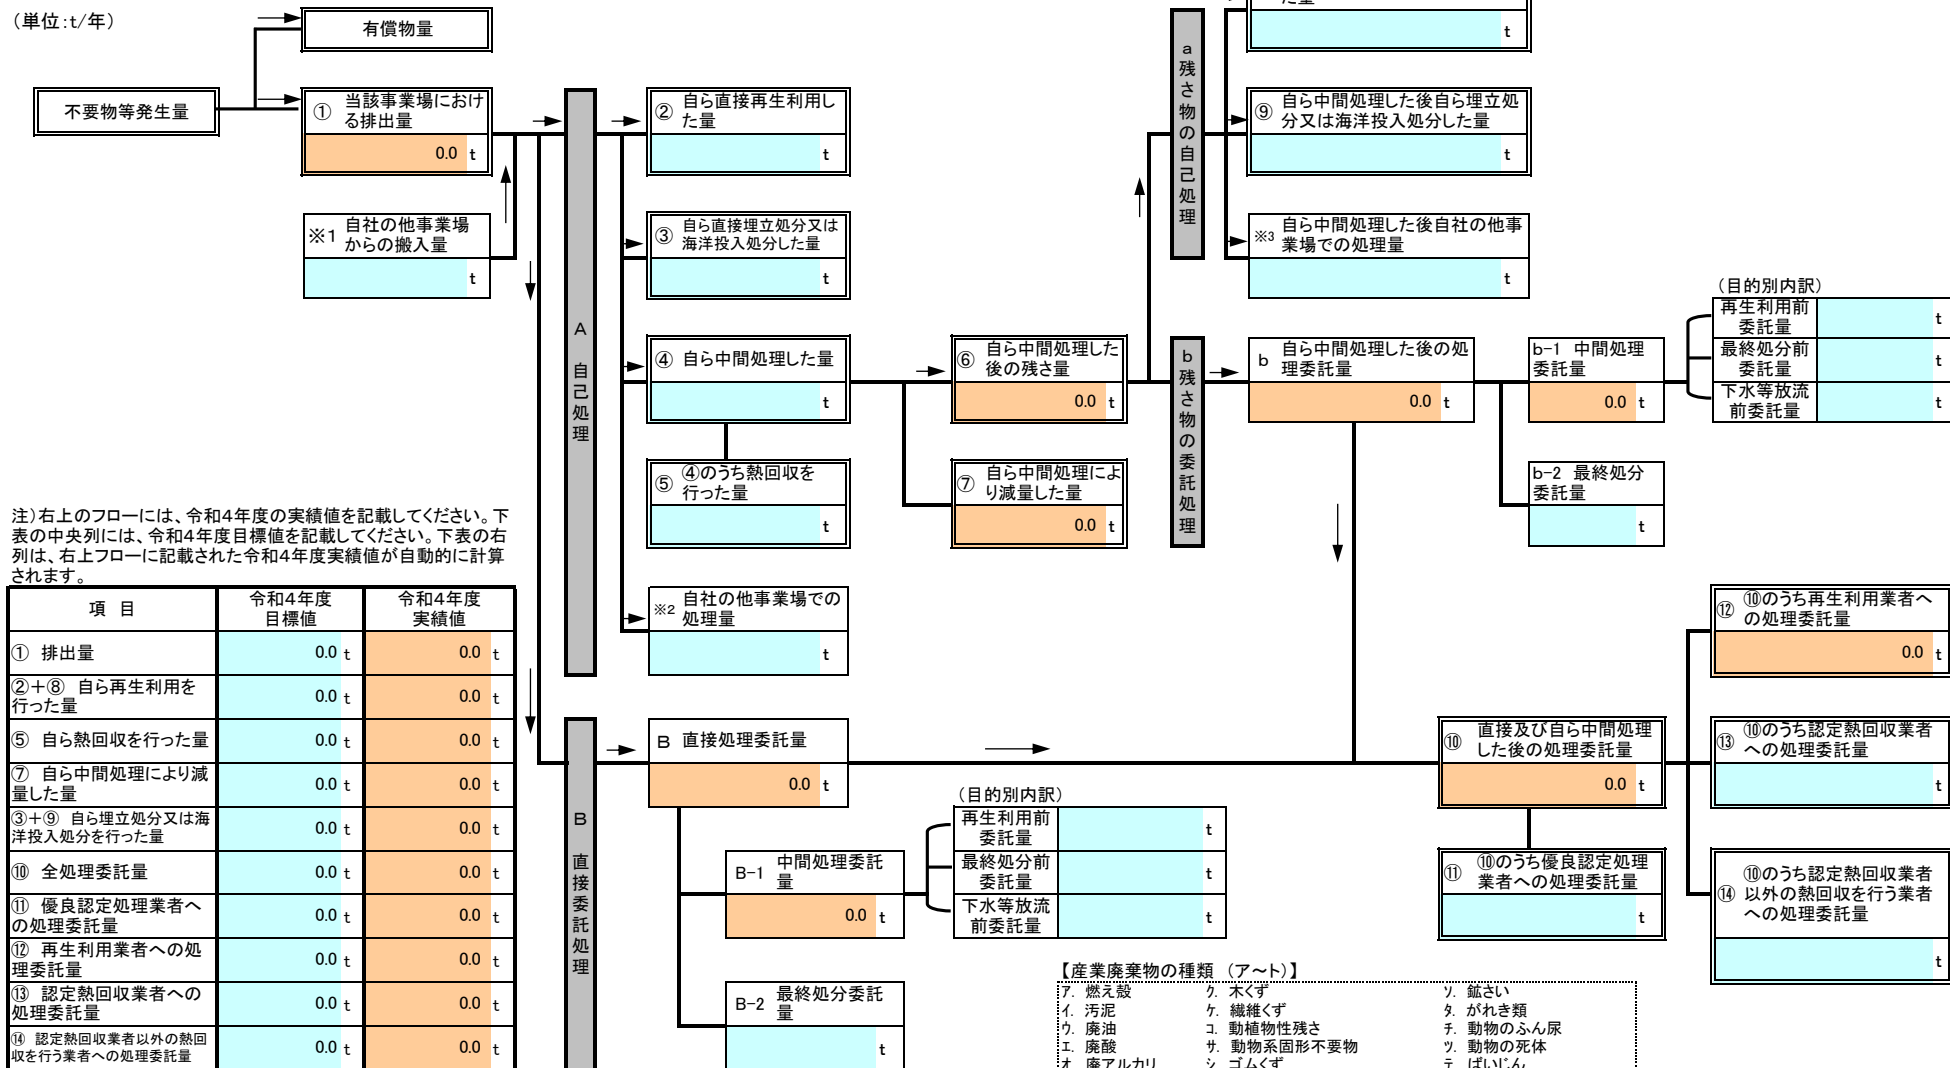 (単位:t/年)
有償物量
不要物等発生量
① 当該事業場におけ
る排出量
0.0 t
※1 自社の他事業場
からの搬入量
t
A 自己処理
② 自ら直接再生利用し
た量
t
③ 自ら直接埋立処分又は
海洋投入処分した量
t
④ 自ら中間処理した量
t
⑤ ④のうち熱回収を
行った量
t
※2 自社の他事業場での
処理量
t
⑥ 自ら中間処理した
後の残さ量
0.0 t
⑦ 自ら中間処理によ
り減量した量
0.0 t
a 残さ物の自己処理
た量
t
⑨ 自ら中間処理した後自ら埋立処
分又は海洋投入処分した量
t
※3 自ら中間処理した後自社の他事
業場での処理量
t
b 残さ物の委託処理
b 自ら中間処理した後の処
理委託量
0.0 t
b-1 中間処理
委託量
0.0 t
b-2 最終処分
委託量
t
(目的別内訳)
再生利用前
委託量
t
最終処分前
委託量
t
下水等放流
前委託量
t
注)右上のフローには、令和4年度の実績値を記載してください。下
表の中央列には、令和4年度目標値を記載してください。下表の右
列は、右上フローに記載された令和4年度実績値が自動的に計算
されます。
項 目
令和4年度
目標値
令和4年度
実績値
① 排出量 0.0 t 0.0 t
②+⑧ 自ら再生利用を
行った量
0.0 t 0.0 t
⑤ 自ら熱回収を行った量 0.0 t 0.0 t
⑦ 自ら中間処理により減
量した量
0.0 t 0.0 t
③+⑨ 自ら埋立処分又は海
洋投入処分を行った量
0.0 t 0.0 t
⑩ 全処理委託量 0.0 t 0.0 t
⑪ 優良認定処理業者へ
の処理委託量
0.0 t 0.0 t
⑫ 再生利用業者への処
理委託量
0.0 t 0.0 t
⑬ 認定熱回収業者への
処理委託量
0.0 t 0.0 t
⑭ 認定熱回収業者以外の熱回
収を行う業者への処理委託量
0.0 t 0.0 t
B 直接委託処理
B 直接処理委託量
0.0 t
B-1 中間処理委託
量
0.0 t
B-2 最終処分委託
量
t
(目的別内訳)
再生利用前
委託量
t
最終処分前
委託量
t
下水等放流
前委託量
t
⑩ 直接及び自ら中間処理
した後の処理委託量
0.0 t
⑪ ⑩のうち優良認定処理
業者への処理委託量
t
⑫ ⑩のうち再生利用業者へ
の処理委託量
0.0 t
⑬ ⑩のうち認定熱回収業者
への処理委託量
t
⑭ ⑩のうち認定熱回収業者
以外の熱回収を行う業者
への処理委託量
t
【産業廃棄物の種類 (ア~ト)】
ア. 燃え殻 ク. 木くず ソ. 鉱さい
イ. 汚泥 ケ. 繊維くず タ. がれき類
ウ. 廃油 コ. 動植物性残さ チ. 動物のふん尿
エ. 廃酸 サ. 動物系固形不要物 ツ. 動物の死体
オ. 廃アルカリ シ. ゴムくず テ. ばいじん